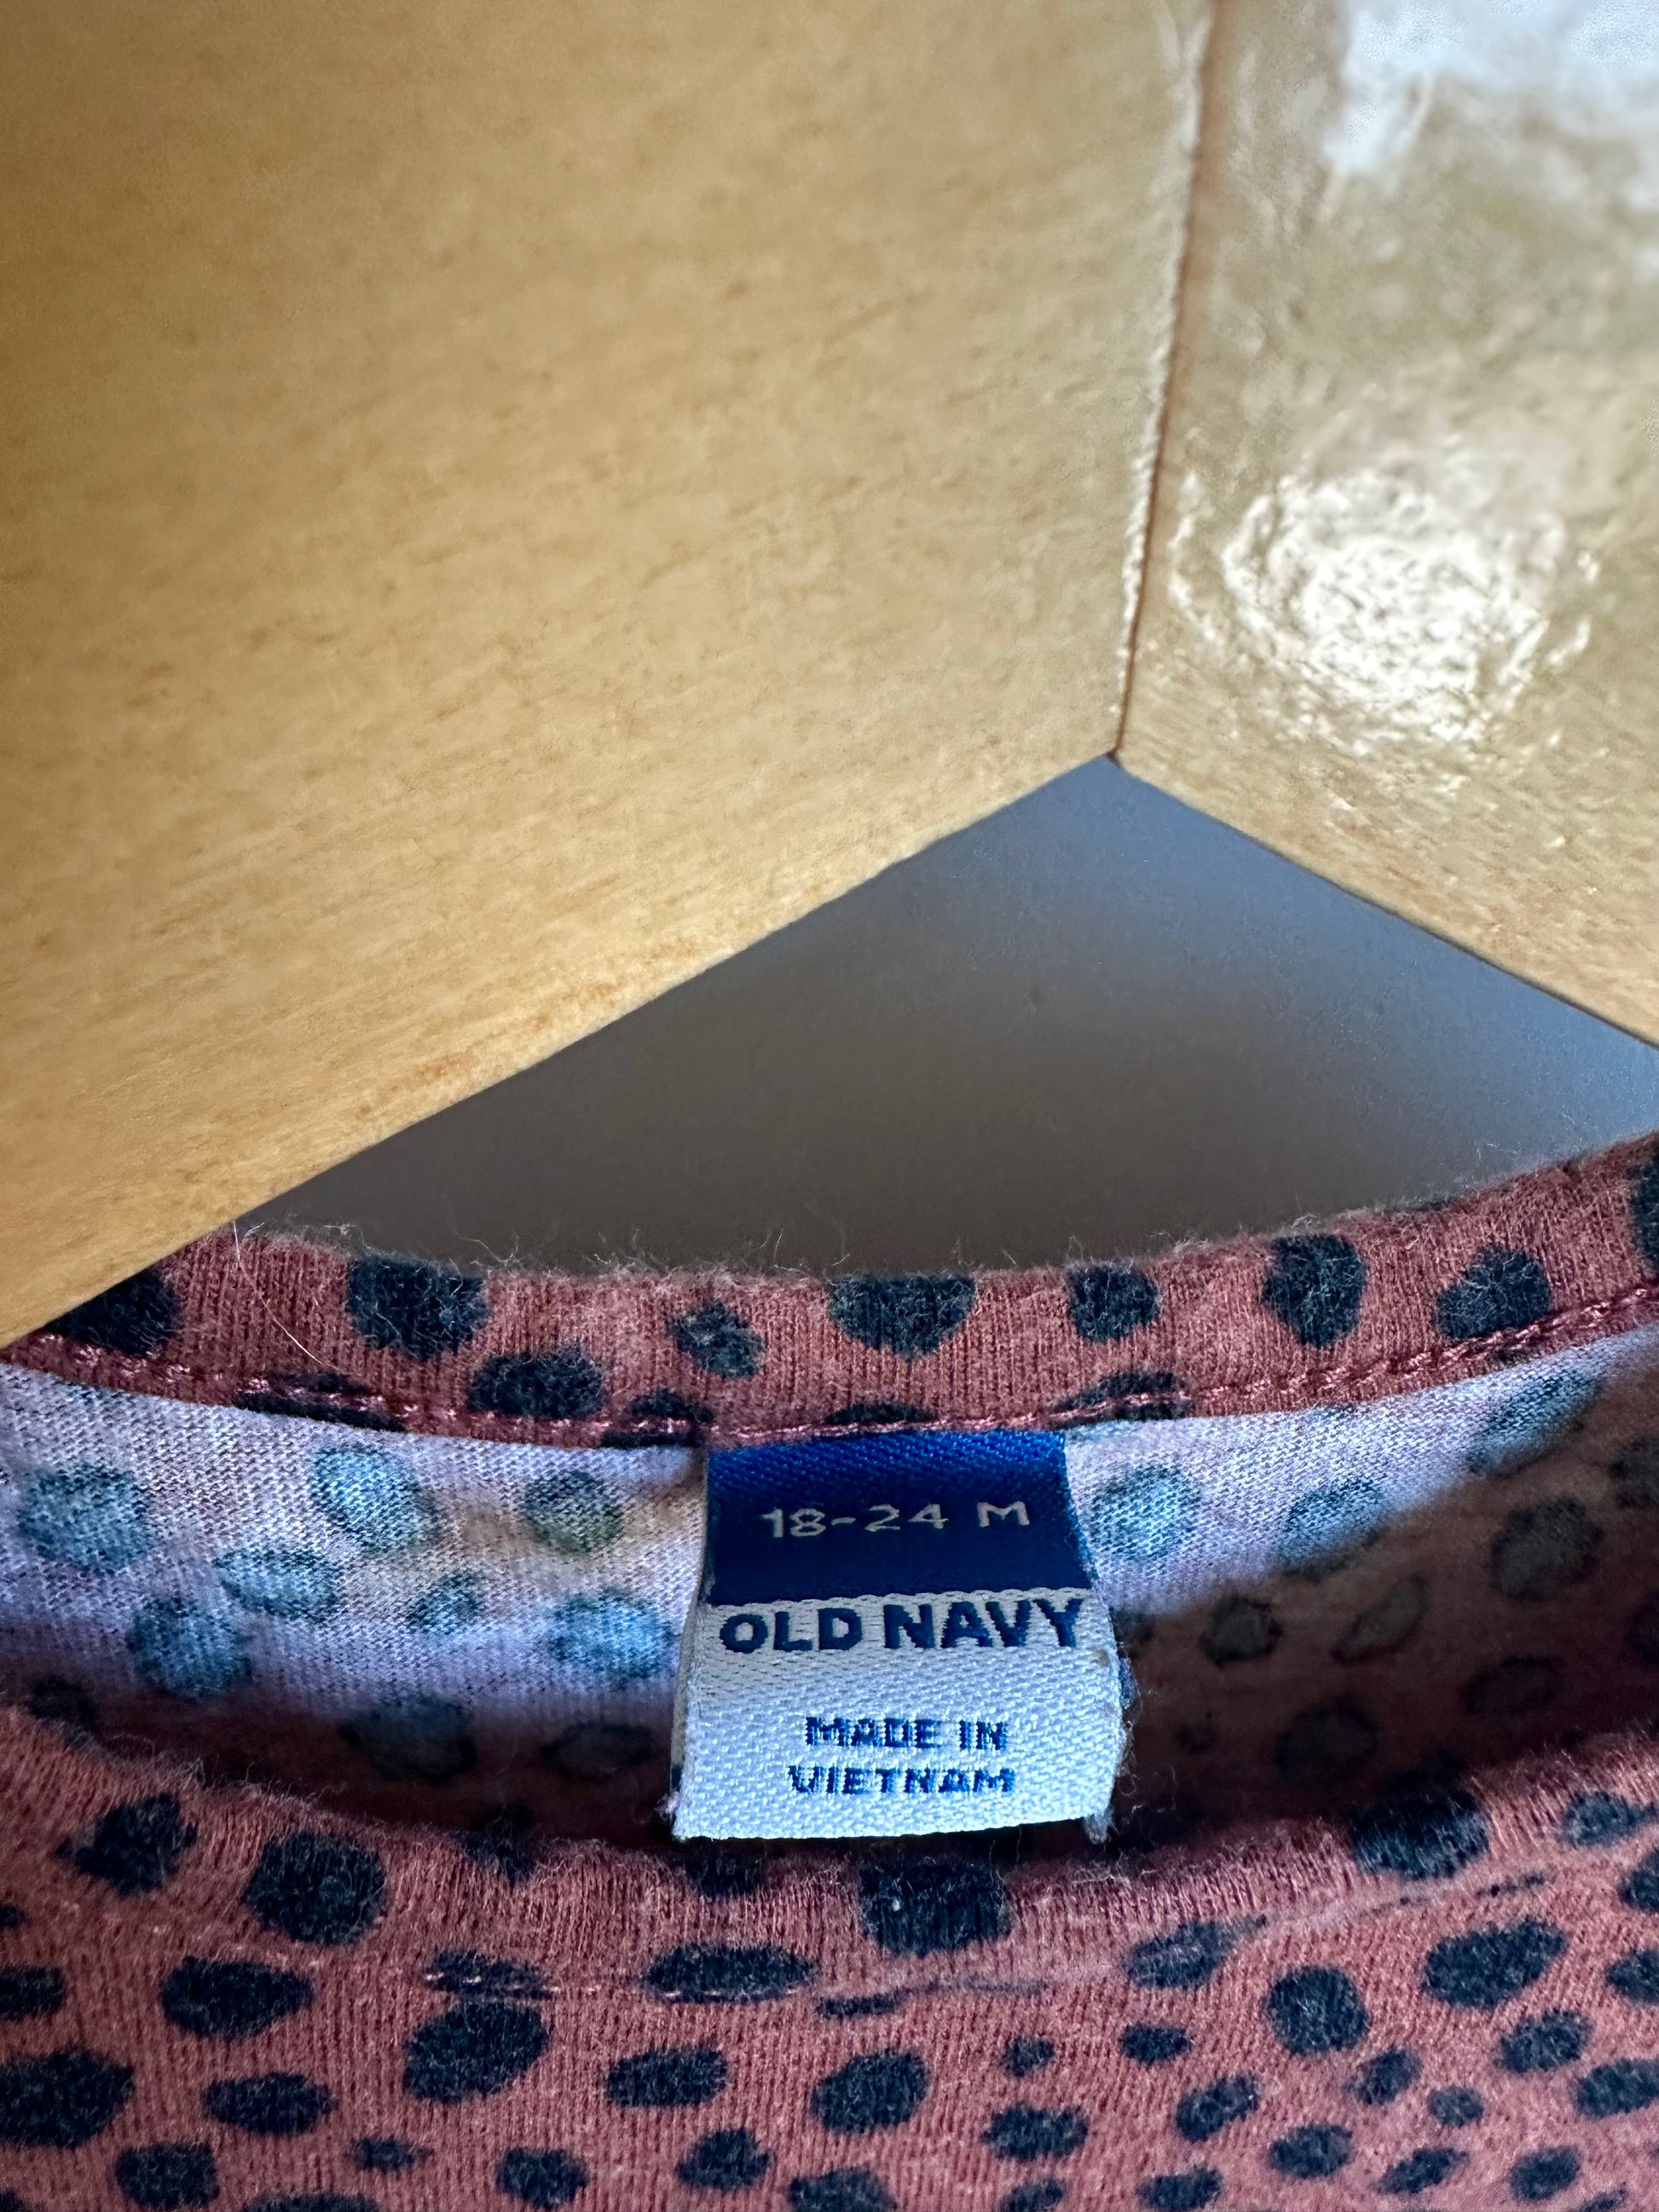 18-24 M
OLD NAVY
MADE IN
VIETNAM